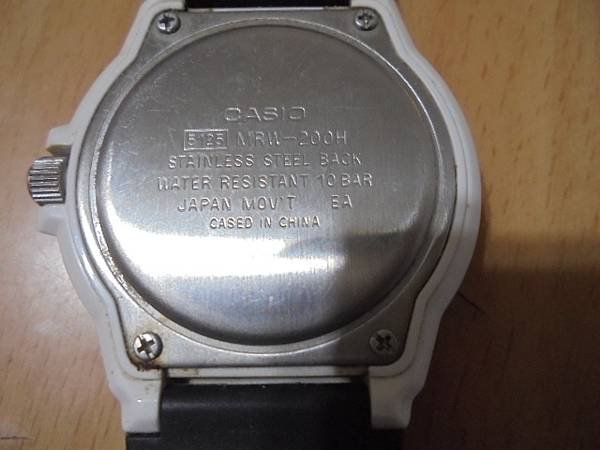 CASIO
5125 MRW-200H
STAINLESS STEEL BACK
WATER RESISTANT 10 BAR
JAPAN MOV'T EA
CASED IN CHINA